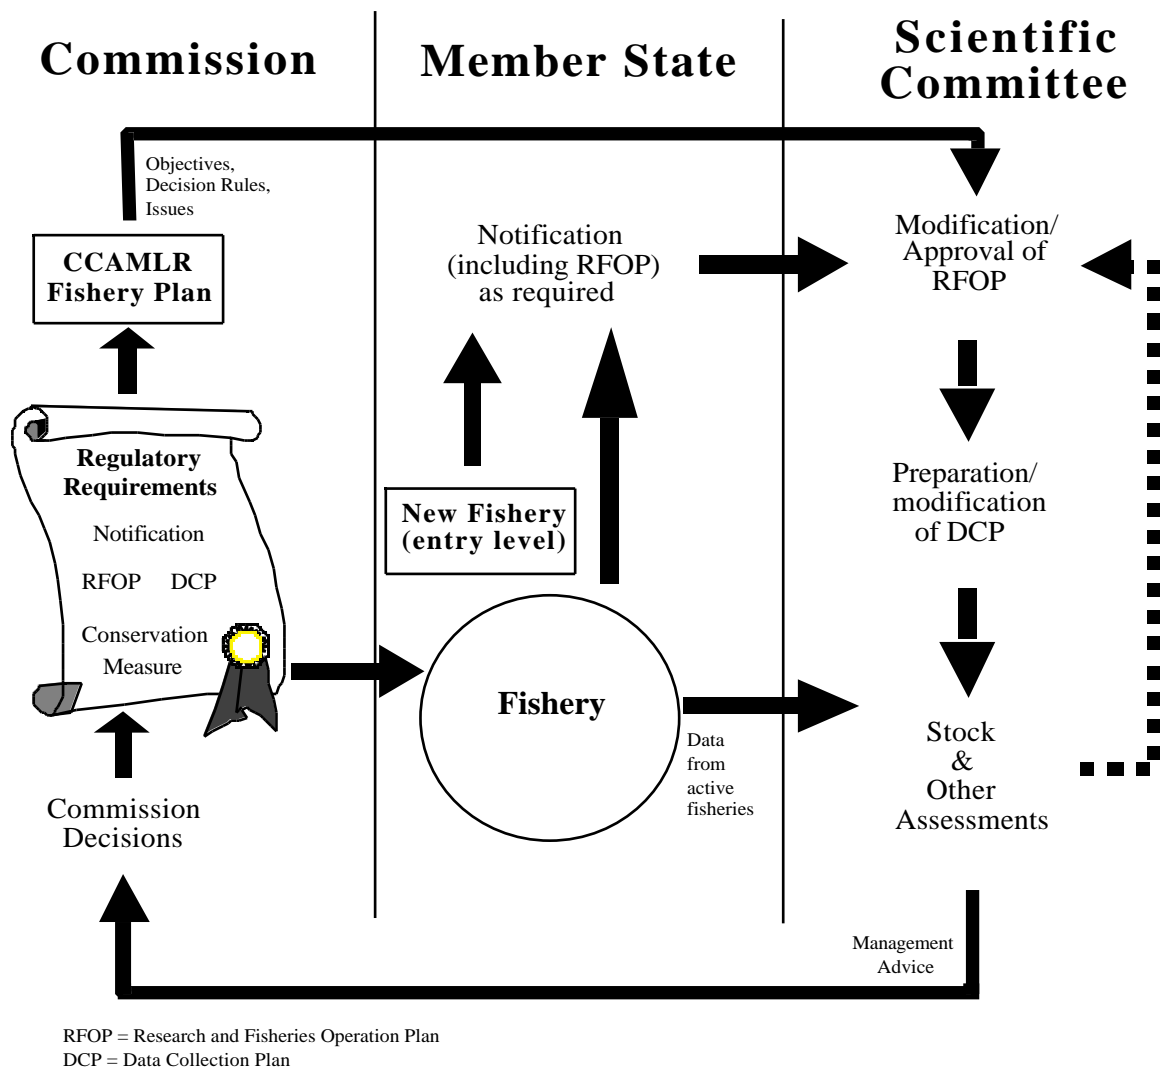 Commission
Member State
Scientific
Committee
Objectives,
Decision Rules,
Issues
CCAMLR
Fishery Plan
Notification
(including RFOP)
as required
Modification/
Approval of
RFOP
Regulatory
Requirements
Notification
RFOP DCP
Conservation
Measure
New Fishery
(entry level)
Preparation/
modification
of DCP
Fishery
Data
from
active
fisheries
Stock
&
Other
Assessments
Commission
Decisions
Management
Advice
RFOP = Research and Fisheries Operation Plan
DCP = Data Collection Plan